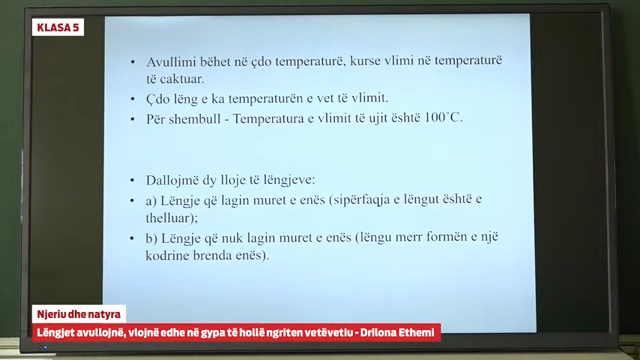 KLASA 5
• Avullimi bëhet në çdo temperaturë, kurse vlimi në temperaturë
të caktuar.
• Çdo lëng e ka temperaturën e vet të vlimit.
• Për shembull - Temperatura e vlimit të ujit është 100˚C.
• Dallojmë dy lloje të lëngjeve:
• a) Lëngje që lagin muret e enës (sipërfaqja e lëngut është e
thelluar);
• b) Lëngje që nuk lagin muret e enës (lëngu merr formën e një
kodrine brenda enës).
Njeriu dhe natyra
Lëngjet avullojnë, vlojnë edhe në gypa të hollë ngriten vetëvetiu - Drilona Ethemi